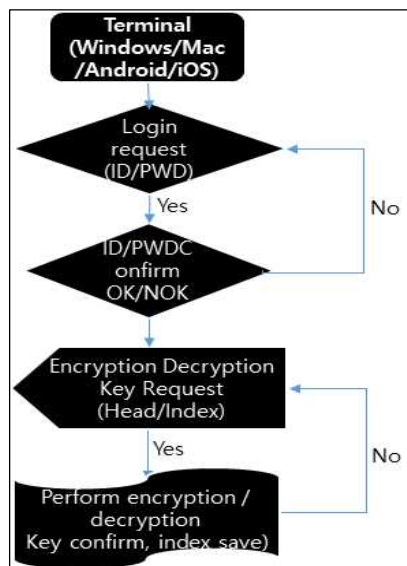 Terminal
(Windows/Mac
/Android/iOS)
Login
request
(ID/PWD)
No
Yes
ID/PWDC
onfirm
OK/NOK
Encryption Decryption
Key Request
(Head/Index)
Yes
No
Perform encryption /
decryption
Key confirm, index save)